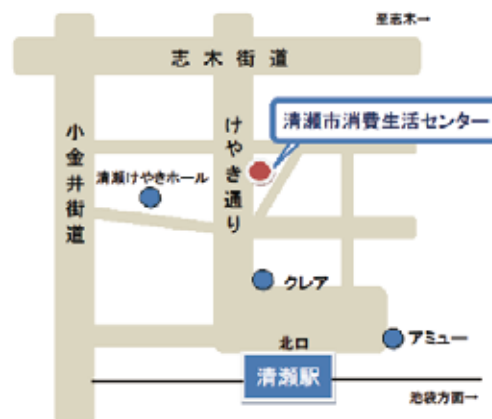 至志木→
志木街道
清瀬市消費生活センター
小金井街道
けやき通り
清瀬けやきホール
クレア
北口
アミュー
清瀬駅
池袋方面→